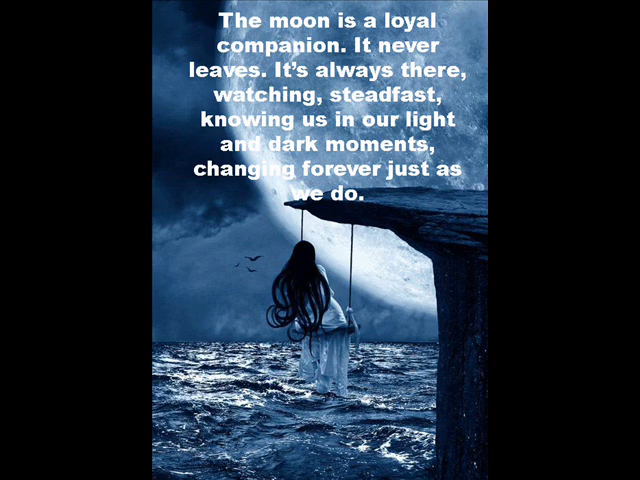 The moon is a loyal
companion. It never
leaves. It’s always there,
watching, steadfast,
knowing us in our light
and dark moments,
changing forever just as
we do.